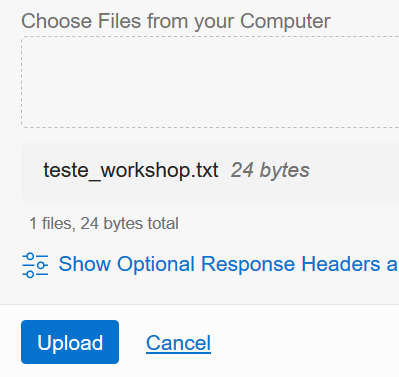 Choose Files from your Computer
teste_workshop.txt 24 bytes
1 files, 24 bytes total
Show Optional Response Headers a
Upload Cancel